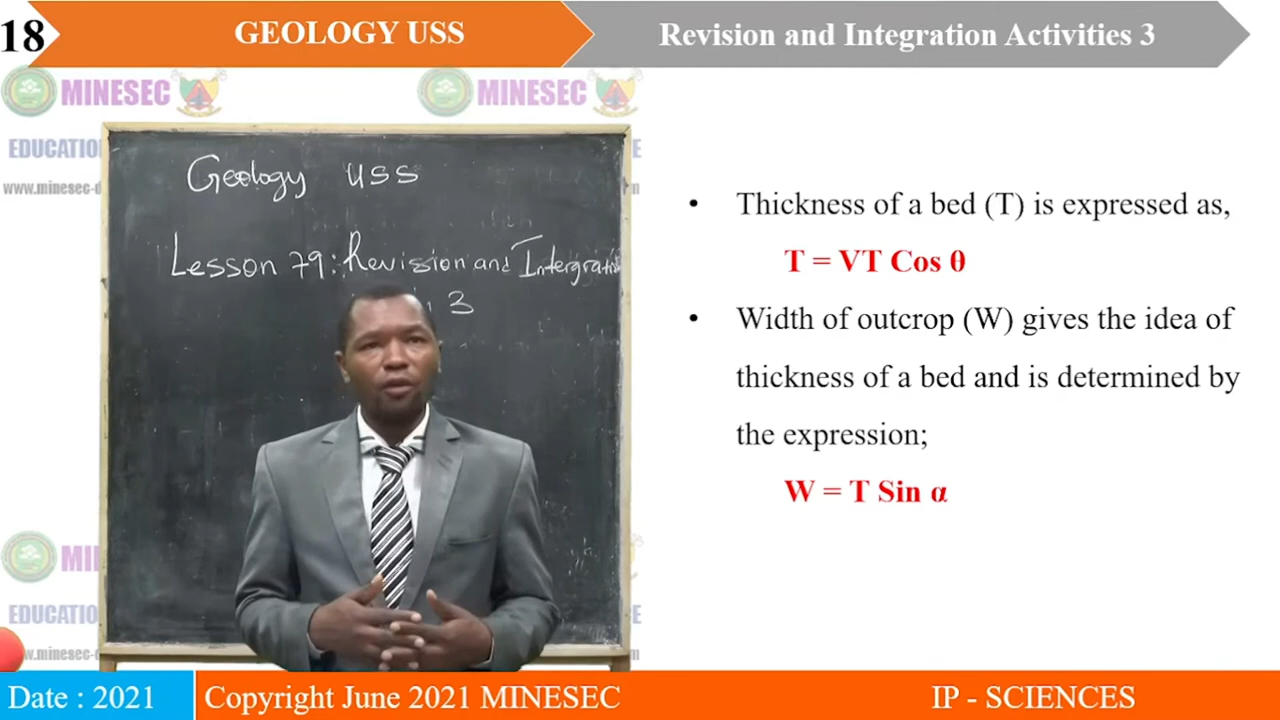 18
GEOLOGY USS
Revision and Integration Activities 3
MINESEC
MINESEC
EDUCATIO
E
www.minesec-d
Geology USS
Lesson 79: Revision and Intergrati
3
• Thickness of a bed (T) is expressed as,
T = VT Cos θ
• Width of outcrop (W) gives the idea of
thickness of a bed and is determined by
the expression;
W = T Sin α
MI
EDUCATIO
E
w.minesec-d
m
Date : 2021
Copyright June 2021 MINESEC
IP - SCIENCES